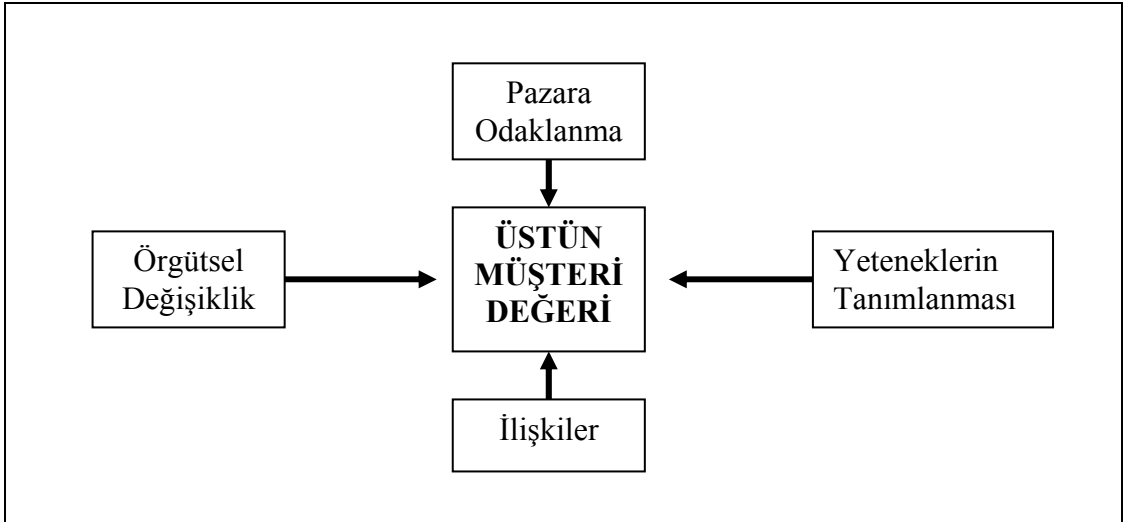 Pazara
Odaklanma
Örgütsel
Değişiklik
ÜSTÜN
MÜŞTERİ
DEĞERİ
Yeteneklerin
Tanımlanması
İlişkiler